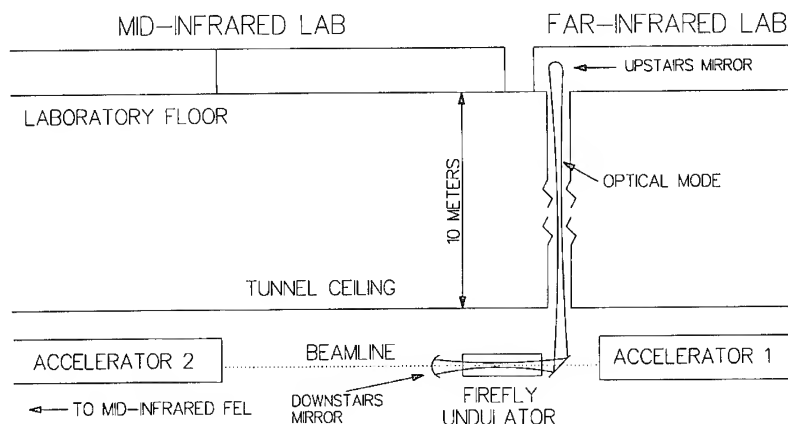 MID-INFRARED LAB
FAR-INFRARED LAB
UPSTAIRS MIRROR
LABORATORY FLOOR
OPTICAL MODE
10 METERS
TUNNEL CEILING
ACCELERATOR 2
BEAMLINE
ACCELERATOR 1
DOWNSTAIRS
MIRROR
FIREFLY
UNDULATOR
TO MID-INFRARED FEL